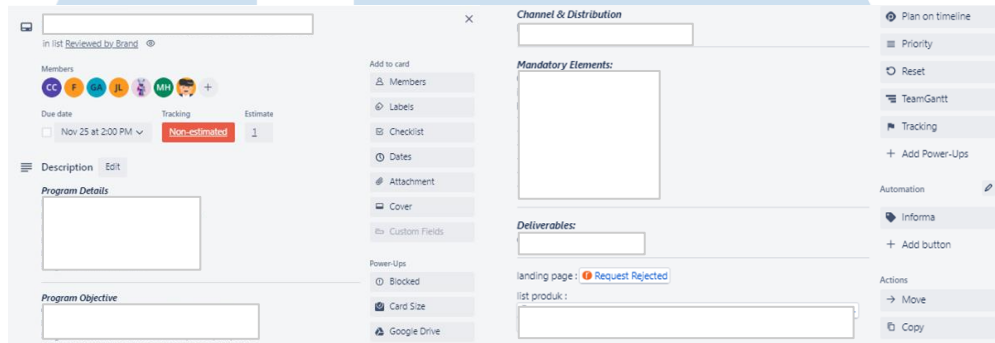 in list Reviewed by Brand
Members
CC F GA JL MH +
Due date
Nov 25 at 2:00 PM
Tracking
Non-estimated
Estimate
1
Description Edit
Program Details
Program Objective
Add to card
Members
Labels
Checklist
Dates
Attachment
Cover
Custom Fields
Power-Ups
Blocked
Card Size
Google Drive
Channel & Distribution
Mandatory Elements:
Deliverables:
landing page : Request Rejected
list produk :
Plan on timeline
Priority
Reset
TeamGantt
Tracking
+ Add Power-Ups
Automation
Informa
+ Add button
Actions
→ Move
Copy